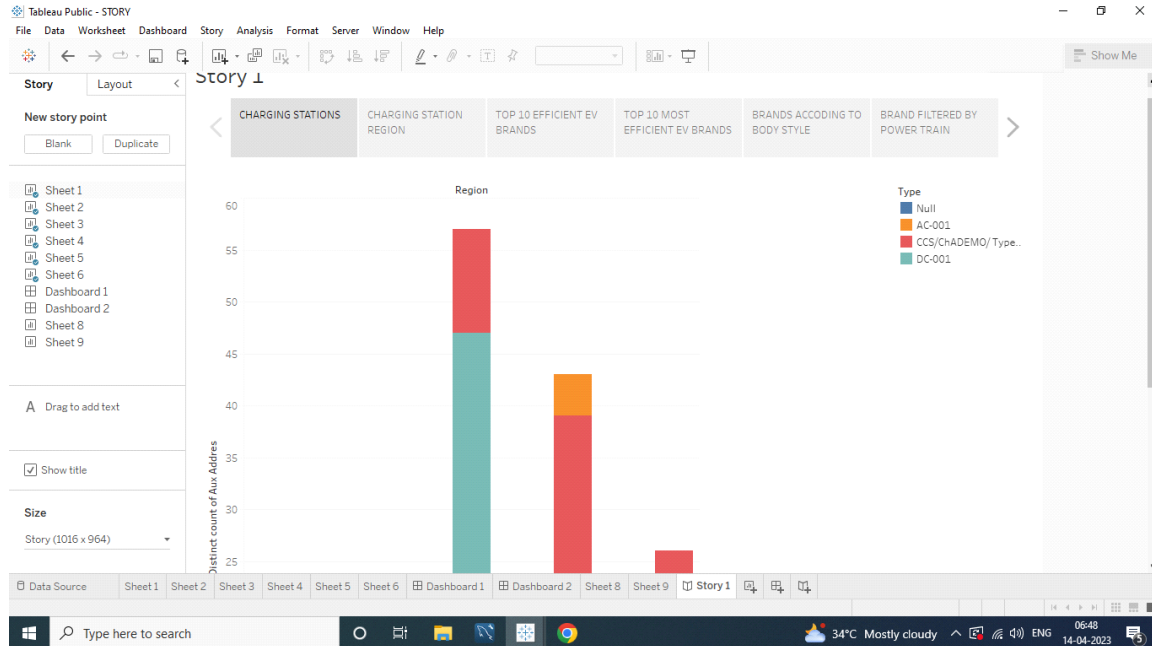 Tableau Public - STORY
File Data Worksheet Dashboard Story Analysis Format Server Window Help
Show Me
Story Layout
Story 1
New story point
Blank Duplicate
CHARGING STATIONS
CHARGING STATION
REGION
TOP 10 EFFICIENT EV
BRANDS
TOP 10 MOST
EFFICIENT EV BRANDS
BRANDS ACCODING TO
BODY STYLE
BRAND FILTERED BY
POWER TRAIN
Sheet 1
Sheet 2
Sheet 3
Sheet 4
Sheet 5
Sheet 6
Dashboard 1
Dashboard 2
Sheet 8
Sheet 9
A Drag to add text
Show title
Size
Story (1016 x 964)
Region
60
55
50
45
40
35
30
25
Distinct count of Aux Addres
Type
Null
AC-001
CCS/ChADEMO/ Type..
DC-001
Data Source Sheet 1 Sheet 2 Sheet 3 Sheet 4 Sheet 5 Sheet 6 Dashboard 1 Dashboard 2 Sheet 8 Sheet 9 Story 1
Type here to search
34°C Mostly cloudy ENG
06:48
14-04-2023
5